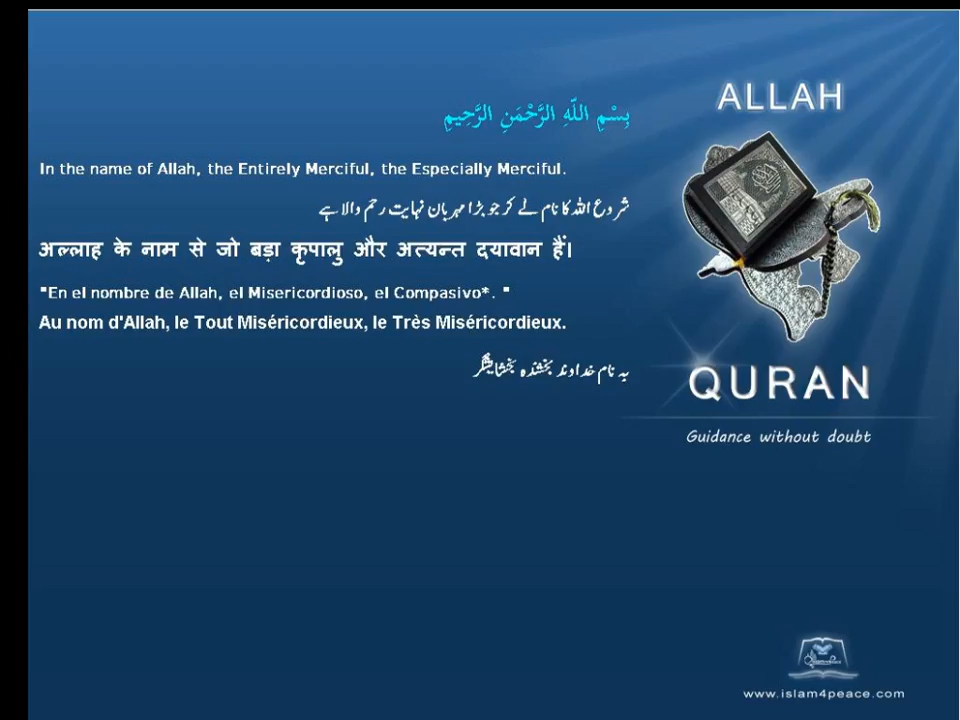 بِسْمِ اللَّهِ الرَّحْمَنِ الرَّحِيمِ
In the name of Allah, the Entirely Merciful, the Especially Merciful.
شروع الله کا نام لے کر جو بڑا مہربان نہایت رحم والا ہے
अल्लाह के नाम से जो बड़ा कृपालु और अत्यन्त दयावान हैं।
"En el nombre de Allah, el Misericordioso, el Compasivo*. "
Au nom d'Allah, le Tout Miséricordieux, le Très Miséricordieux.
به نام خداوند بخشنده بخشایشگر
ALLAH
QURAN
Guidance without doubt
www.islam4peace.com